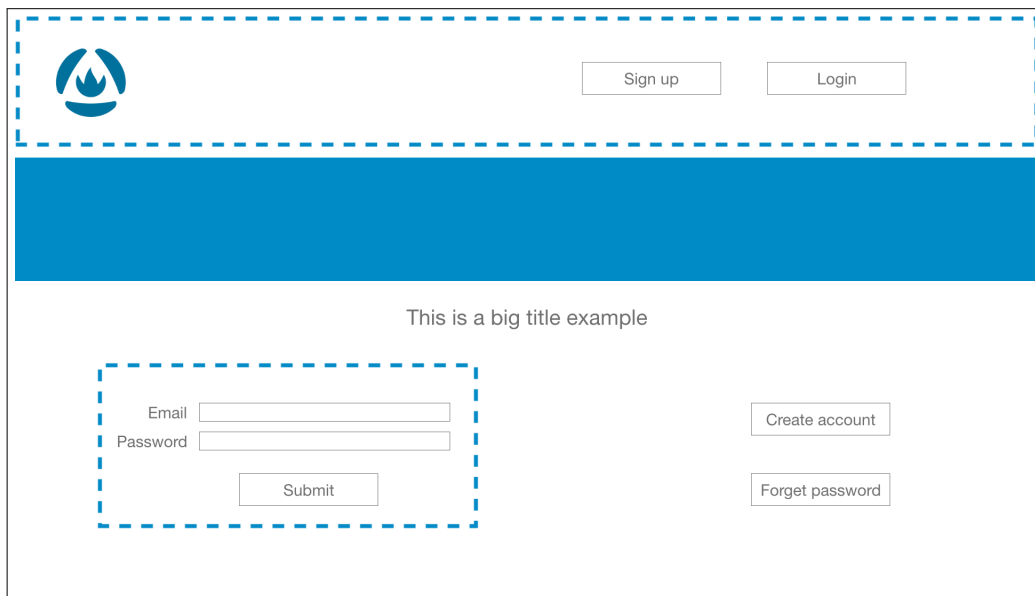 Sign up
Login
This is a big title example
Email
Password
Submit
Create account
Forget password